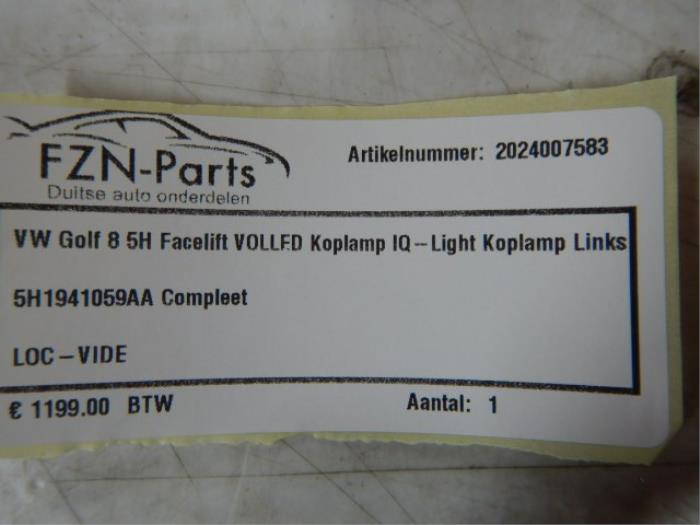 FZN-Parts
Duitse auto onderdelen
Artikelnummer: 2024007583
VW Golf 8 5H Facelift VOLLED Koplamp IQ-Light Koplamp Links
5H1941059AA Compleet
LOC-VIDE
€ 1199.00 BTW
Aantal: 1